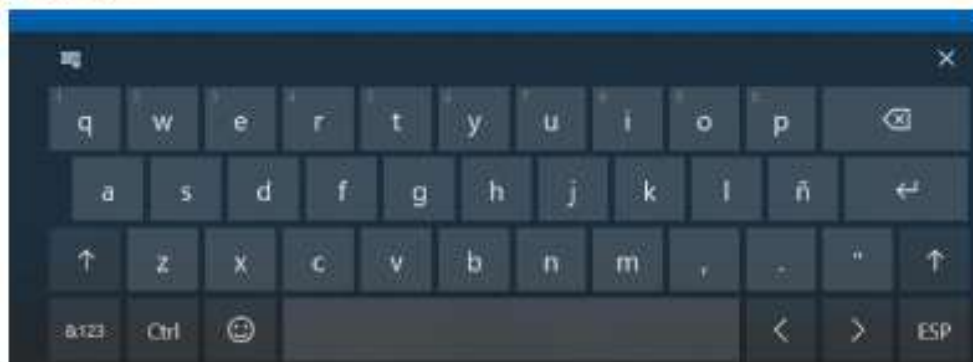 q w e r t y u i o p
a s d f g h j k l ñ
z x c v b n m , . "
&123 Ctrl ESP